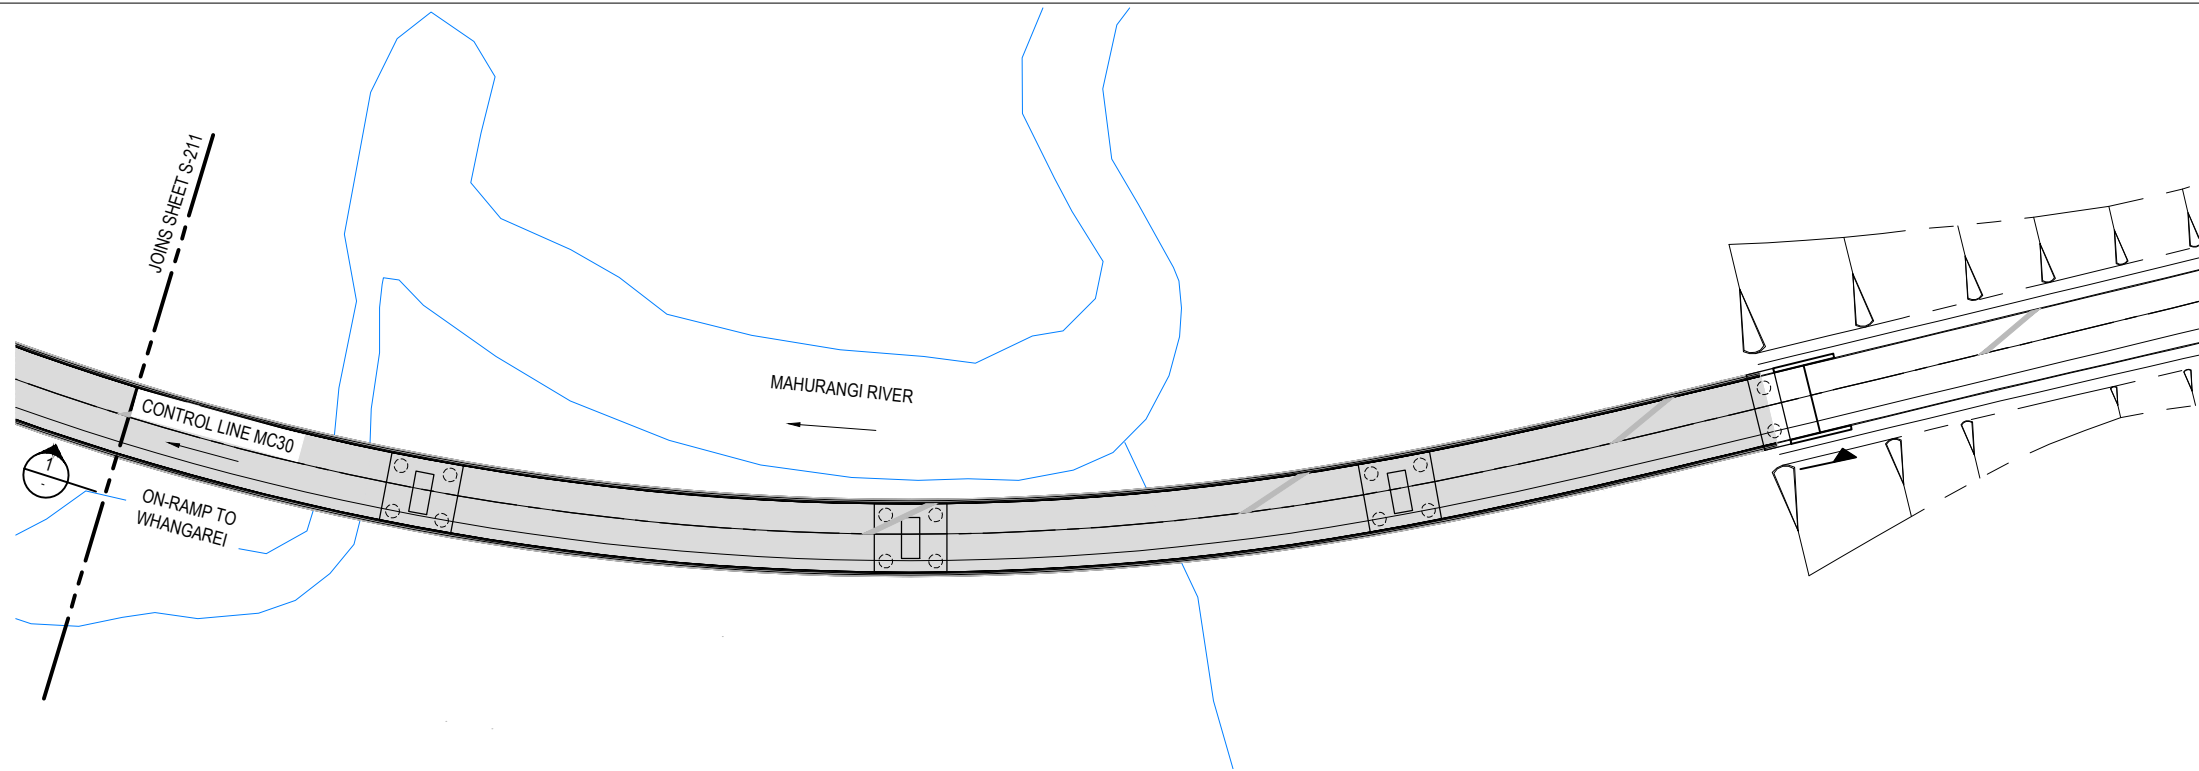 JOINS SHEET S-211
MAHURANGI RIVER
CONTROL LINE MC30
1
-
ON-RAMP TO
WHANGAREI